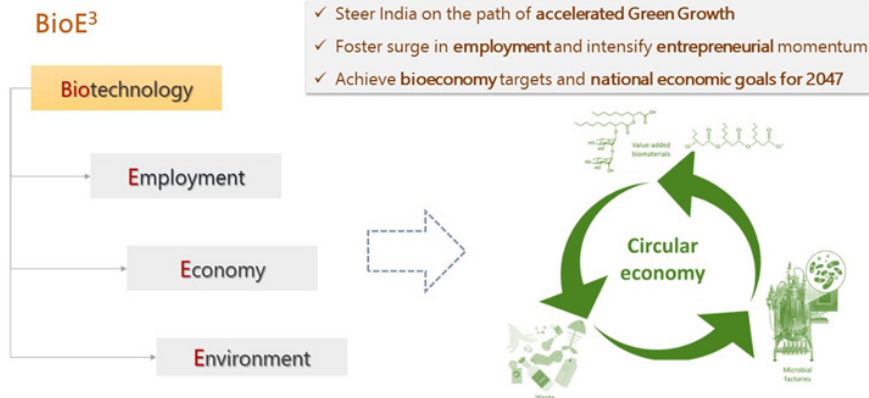 BioE³
✓ Steer India on the path of accelerated Green Growth
✓ Foster surge in employment and intensify entrepreneurial momentum
✓ Achieve bioeconomy targets and national economic goals for 2047
Biotechnology
Employment
Economy
Environment
Value-added
biomaterials
Circular
economy
Microbial
factories
Waste